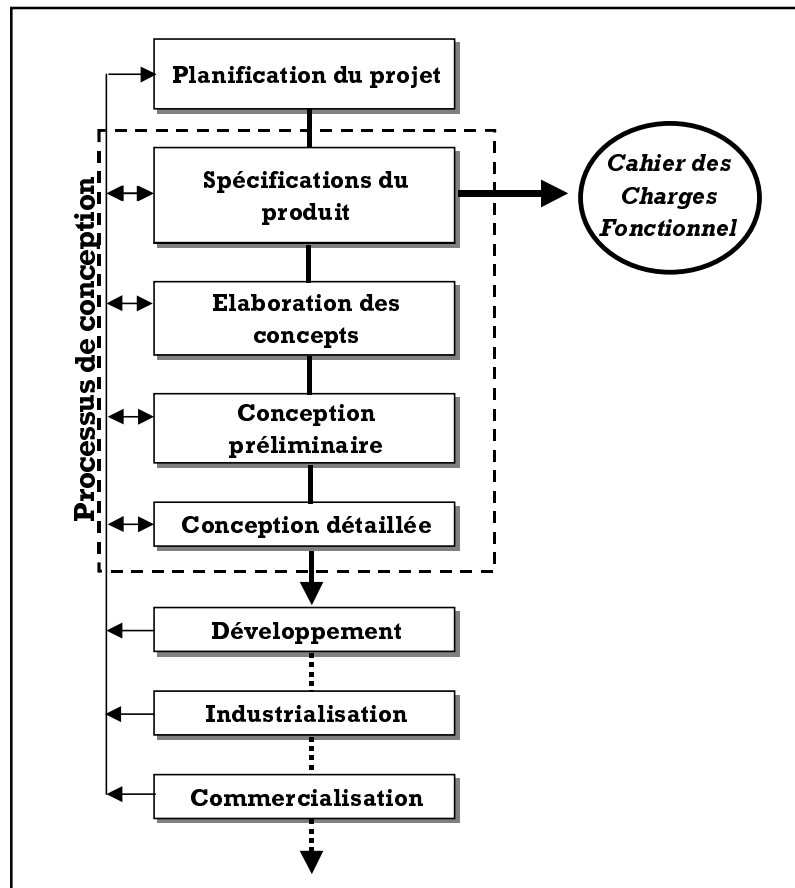 Planification du projet
Spécifications du
produit
Cahier des
Charges
Fonctionnel
Processus de conception
Elaboration des
concepts
Conception
préliminaire
Conception détaillée
Développement
Industrialisation
Commercialisation